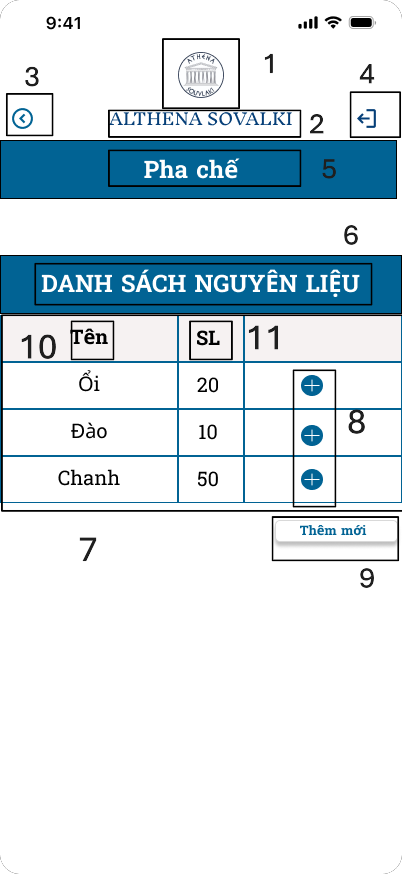 9:41
1
3
4
ATHENA
SOUVLAKI
ALTHENA SOVALKI
2
Pha chế
5
6
DANH SÁCH NGUYÊN LIỆU
10
Tên
SL
11
Ổi
20
Đào
10
8
Chanh
50
Thêm mới
7
9